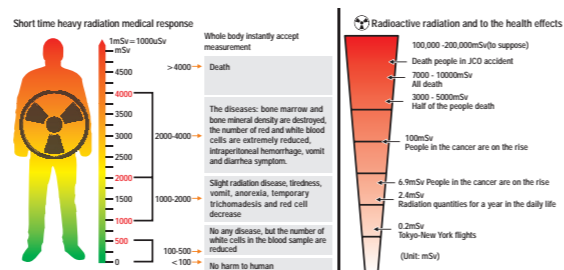 Short time heavy radiation medical response
1mSv=1000uSv
mSv
4500
4000
3500
3000
2500
2000
1500
1000
500
0
Whole body instantly accept
measurement
>4000
Death
2000-4000
The diseases: bone marrow and
bone mineral density are destroyed,
the number of red and white blood
cells are extremely reduced,
intraperitoneal hemorrhage, vomit
and diarrhea symptom.
1000-2000
Slight radiation disease, tiredness,
vomit, anorexia, temporary
trichomadesis and red cell
decrease
100-500
No any disease, but the number of
white cells in the blood sample are
reduced
<100
No harm to human
Radioactive radiation and to the health effects
100,000 -200,000mSv(to suppose)
Death people in JCO accident
7000 - 10000mSv
All death
3000 - 5000mSv
Half of the people death
100mSv
People in the cancer are on the rise
6.9mSv People in the cancer are on the rise
2.4mSv
Radiation quantities for a year in the daily life
0.2mSv
Tokyo-New York flights
(Unit: mSv)